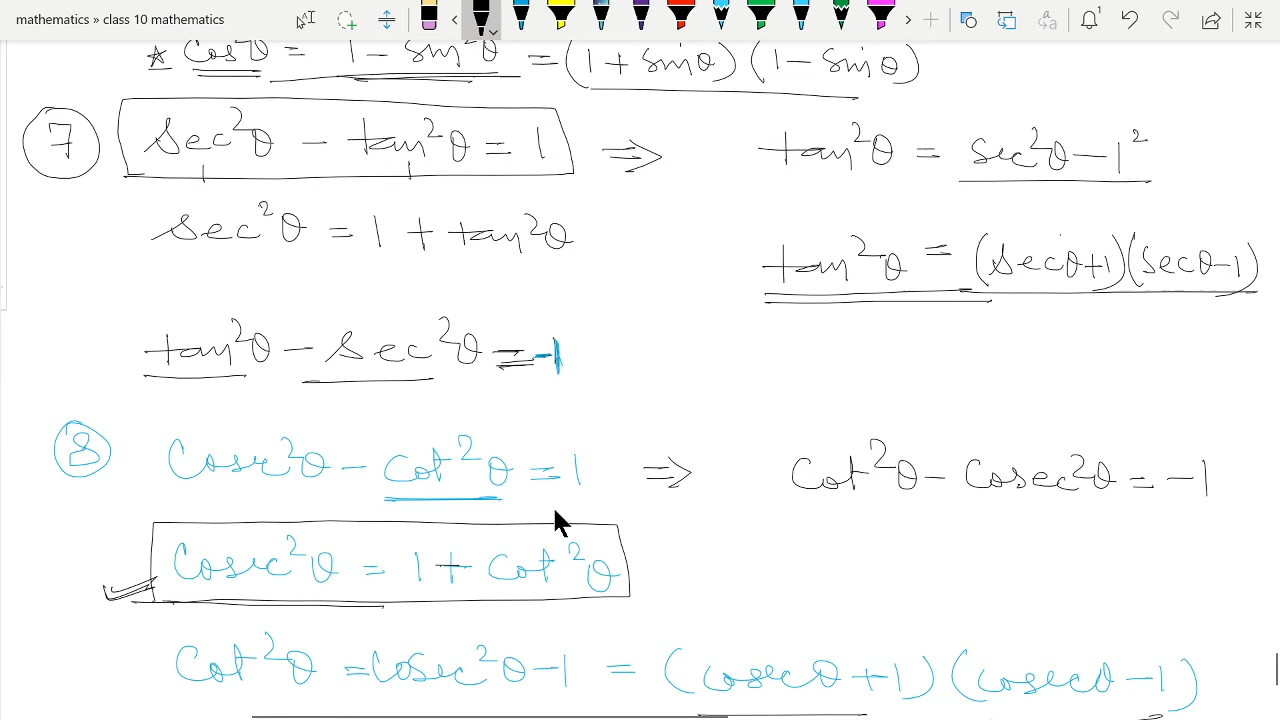 mathematics » class 10 mathematics
★ cos²θ = 1 - sin²θ = (1 + sinθ) (1 - sinθ)
7 sec²θ - tan²θ = 1 ⇒ tan²θ = sec²θ - 1²
sec²θ = 1 + tan²θ
tan²θ = (secθ+1)(secθ-1)
tan²θ - sec²θ = -1
8 Cosec²θ - cot²θ = 1 ⇒ Cot²θ - Cosec²θ = -1
Cosec²θ = 1 + cot²θ
Cot²θ = cosec²θ - 1 = (cosecθ + 1) (cosecθ - 1)